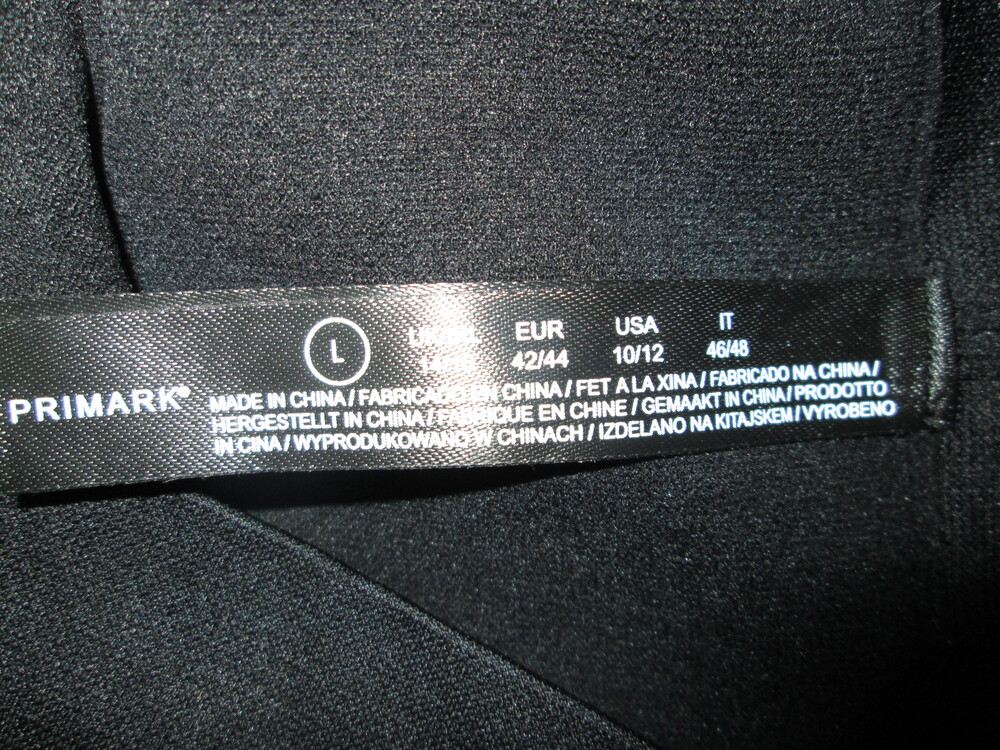 L EUR USA IT
42/44 10/12 46/48
PRIMARK®
MADE IN CHINA / FABRICADO EN CHINA / FET A LA XINA / FABRICADO NA CHINA /
HERGESTELLT IN CHINA / FABRIQUE EN CHINE / GEMAAKT IN CHINA / PRODOTTO
IN CINA / WYPRODUKOWANO W CHINACH / IZDELANO NA KITAJSKEM / VYROBENO